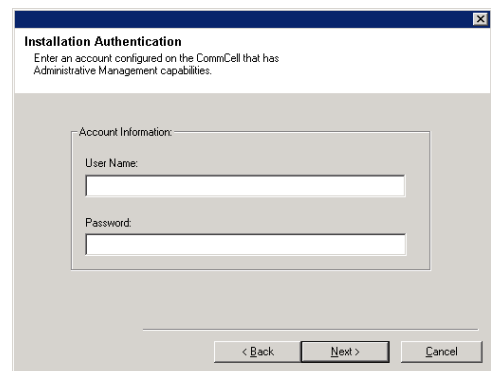 Installation Authentication
Enter an account configured on the CommCell that has
Administrative Management capabilities.
Account Information:
User Name:
Password:
< Back
Next >
Cancel